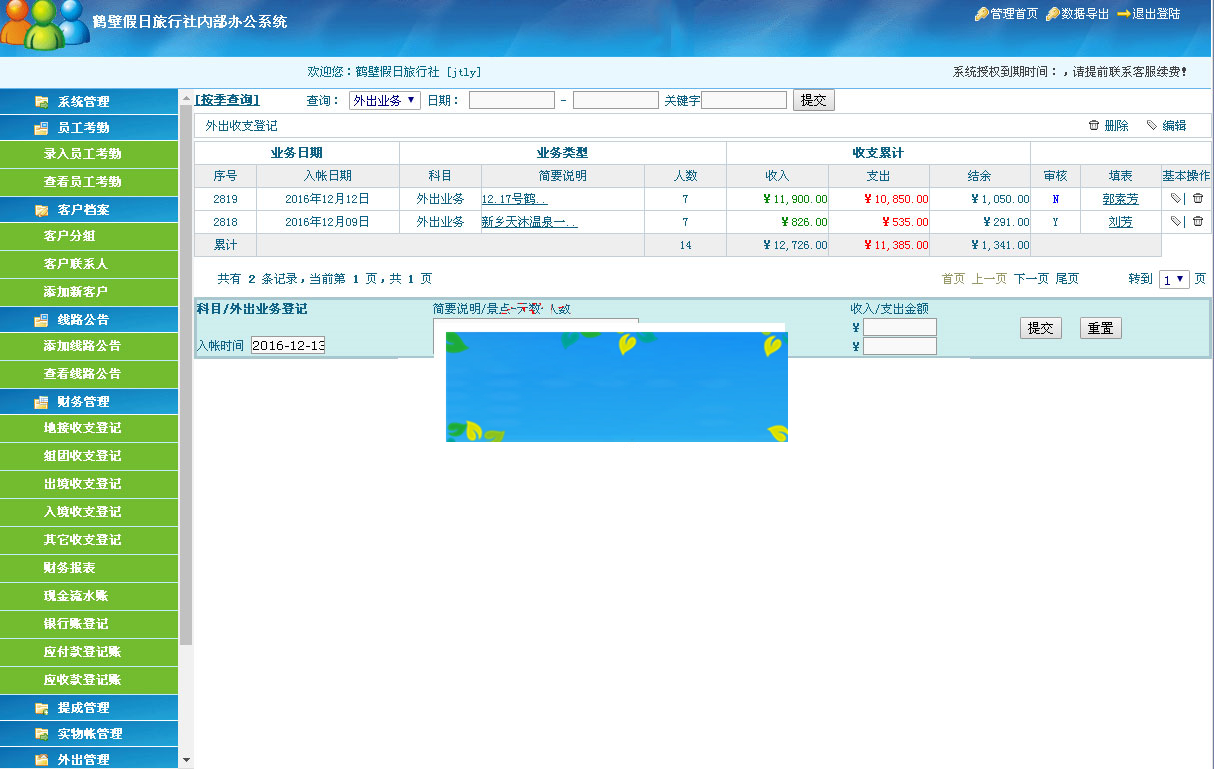 鹤壁假日旅行社内部办公系统
管理首页 数据导出 退出登陆
欢迎您：鹤壁假日旅行社 [jtly]
系统授权到期时间：，请提前联系客服续费！
系统管理
员工考勤
录入员工考勤
查看员工考勤
客户档案
客户分组
客户联系人
添加新客户
线路公告
添加线路公告
查看线路公告
财务管理
地接收支登记
组团收支登记
出境收支登记
入境收支登记
其它收支登记
财务报表
现金流水账
银行账登记
应付款登记账
应收款登记账
提成管理
实物帐管理
外出管理
[按季查询] 查询： 外出业务 日期： - 关键字 提交
外出收支登记 删除 编辑
业务日期 业务类型 收支累计
序号 入帐日期 科目 简要说明 人数 收入 支出 结余 审核 填表 基本操作
2819 2016年12月12日 外出业务 12.17号鹤... 7 ￥11,900.00 ￥10,850.00 ￥1,050.00 N 郭素芳 |
2818 2016年12月09日 外出业务 新乡天沐温泉一... 7 ￥826.00 ￥535.00 ￥291.00 Y 刘芳 |
累计 14 ￥12,726.00 ￥11,385.00 ￥1,341.00
共有 2 条记录，当前第 1 页，共 1 页
首页 上一页 下一页 尾页 转到 1 页
科目/外出业务登记 简要说明/景点- 收入/支出金额
￥
入帐时间 2016-12-13 ￥
提交 重置